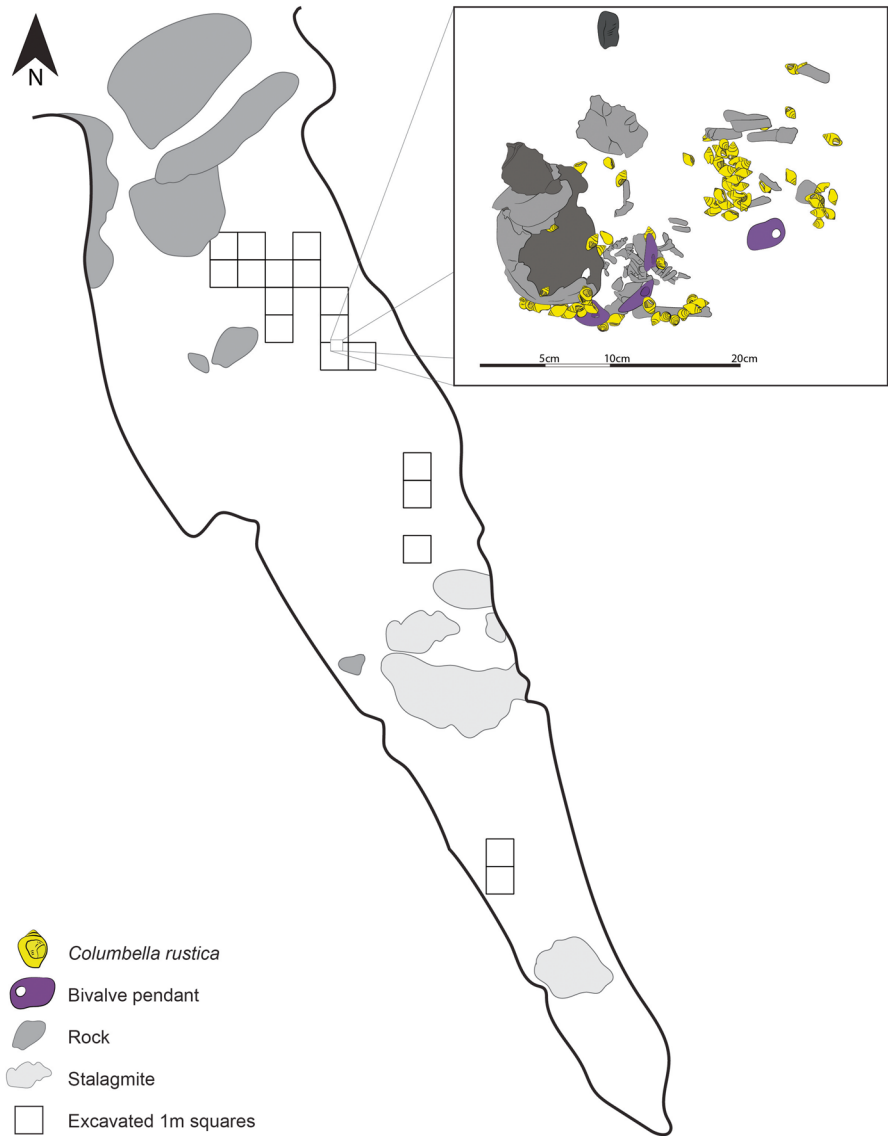 N
5cm 10cm 20cm
Columbella rustica
Bivalve pendant
Rock
Stalagmite
Excavated 1m squares